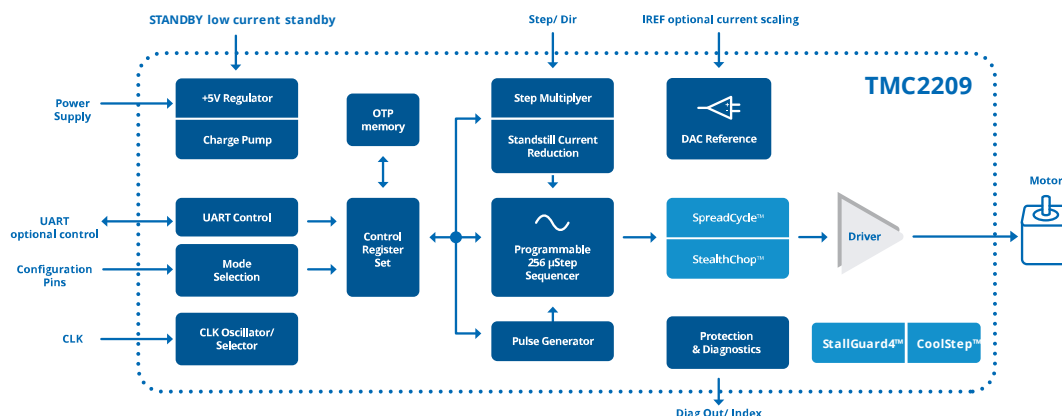 STANDBY low current standby
Step/ Dir
IREF optional current scaling
TMC2209
Power
Supply
+5V Regulator
Charge Pump
OTP
memory
Step Multiplyer
Standstill Current
Reduction
DAC Reference
Motor
UART
optional control
UART Control
Configuration
Pins
Mode
Selection
Control
Register
Set
Programmable
256 µStep
Sequencer
SpreadCycle™
StealthChop™
Driver
CLK
CLK Oscillator/
Selector
Pulse Generator
Protection
& Diagnostics
StallGuard4™
CoolStep™
Diag Out/ Index